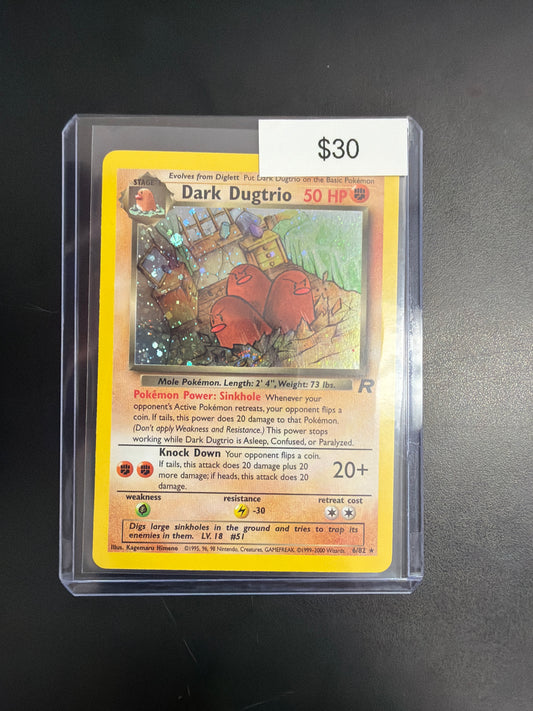 $30
Evolves from Diglett Put Dark Dugtrio on the Basic Pokémon
STAGE
Dark Dugtrio 50 HP
Mole Pokémon. Length: 2' 4", Weight: 73 lbs.
R
Pokémon Power: Sinkhole Whenever your
opponent's Active Pokémon retreats, your opponent flips a
coin. If tails, this power does 20 damage to that Pokémon.
(Don't apply Weakness and Resistance.) This power stops
working while Dark Dugtrio is Asleep, Confused, or Paralyzed.
Knock Down Your opponent flips a coin.
If tails, this attack does 20 damage plus 20
more damage; if heads, this attack does 20
damage.
20+
weakness resistance retreat cost
-30
Digs large sinkholes in the ground and tries to trap its
enemies in them. LV. 18 #51
Illus. Kagemaru Himeno ©1995, 96, 98 Nintendo, Creatures, GAMEFREAK. ©1999-2000 Wizards. 6/82 ★